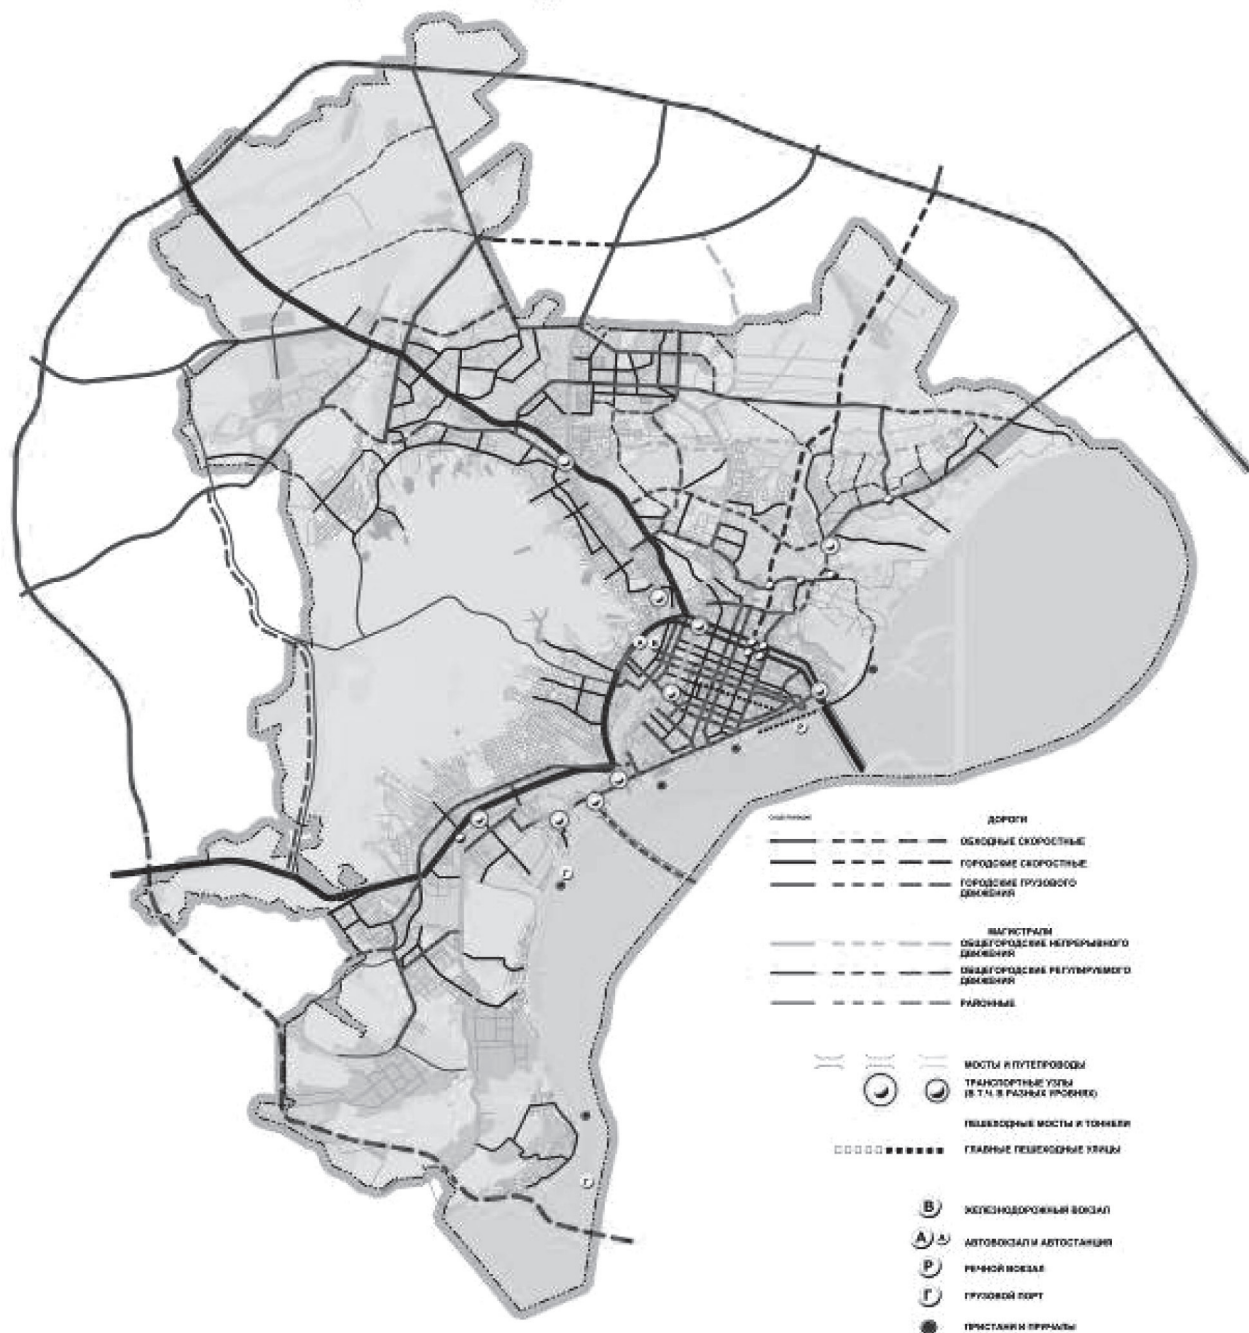 ДОРОГИ
ОБХОДНЫЕ СКОРОСТНЫЕ
ГОРОДСКИЕ СКОРОСТНЫЕ
ГОРОДСКИЕ ГРУЗОВОГО
ДВИЖЕНИЯ
МАГИСТРАЛИ
ОБЩЕГОРОДСКИЕ НЕПРЕРЫВНОГО
ДВИЖЕНИЯ
ОБЩЕГОРОДСКИЕ РЕГУЛИРУЕМОГО
ДВИЖЕНИЯ
РАЙОННЫЕ
МОСТЫ И ПУТЕПРОВОДЫ
ТРАНСПОРТНЫЕ УЗЛЫ
(В Т.Ч. В РАЗНЫХ УРОВНЯХ)
ПЕШЕХОДНЫЕ МОСТЫ И ТОННЕЛИ
ГЛАВНЫЕ ПЕШЕХОДНЫЕ УЛИЦЫ
В ЖЕЛЕЗНОДОРОЖНЫЙ ВОКЗАЛ
А А АВТОВОКЗАЛ И АВТОСТАНЦИЯ
Р РЕЧНОЙ ВОКЗАЛ
Г ГРУЗОВОЙ ПОРТ
ПРИСТАНИ И ПРИЧАЛЫ